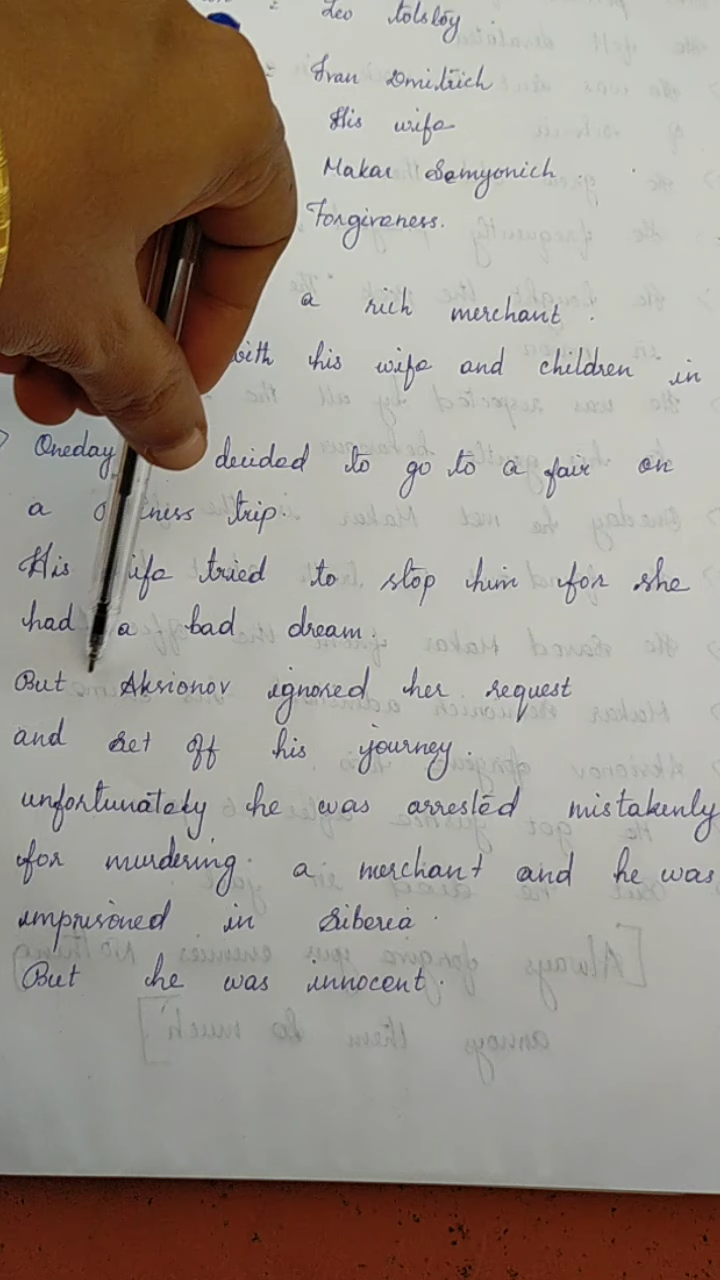 : Leo tolstoy
: Ivan Dmitrich
His wife
Makar Semyonich
Forgiveness.
a rich merchant.
with his wife and children in
Oneday decided to go to a fair on
a trip
His wife tried to stop him for she
had a bad dream.
But Aksionov ignored her request
and set off his journey.
unfortunately he was arrested mistakenly
for murdering a merchant and he was
imprisoned in Siberia.
But he was innocent.